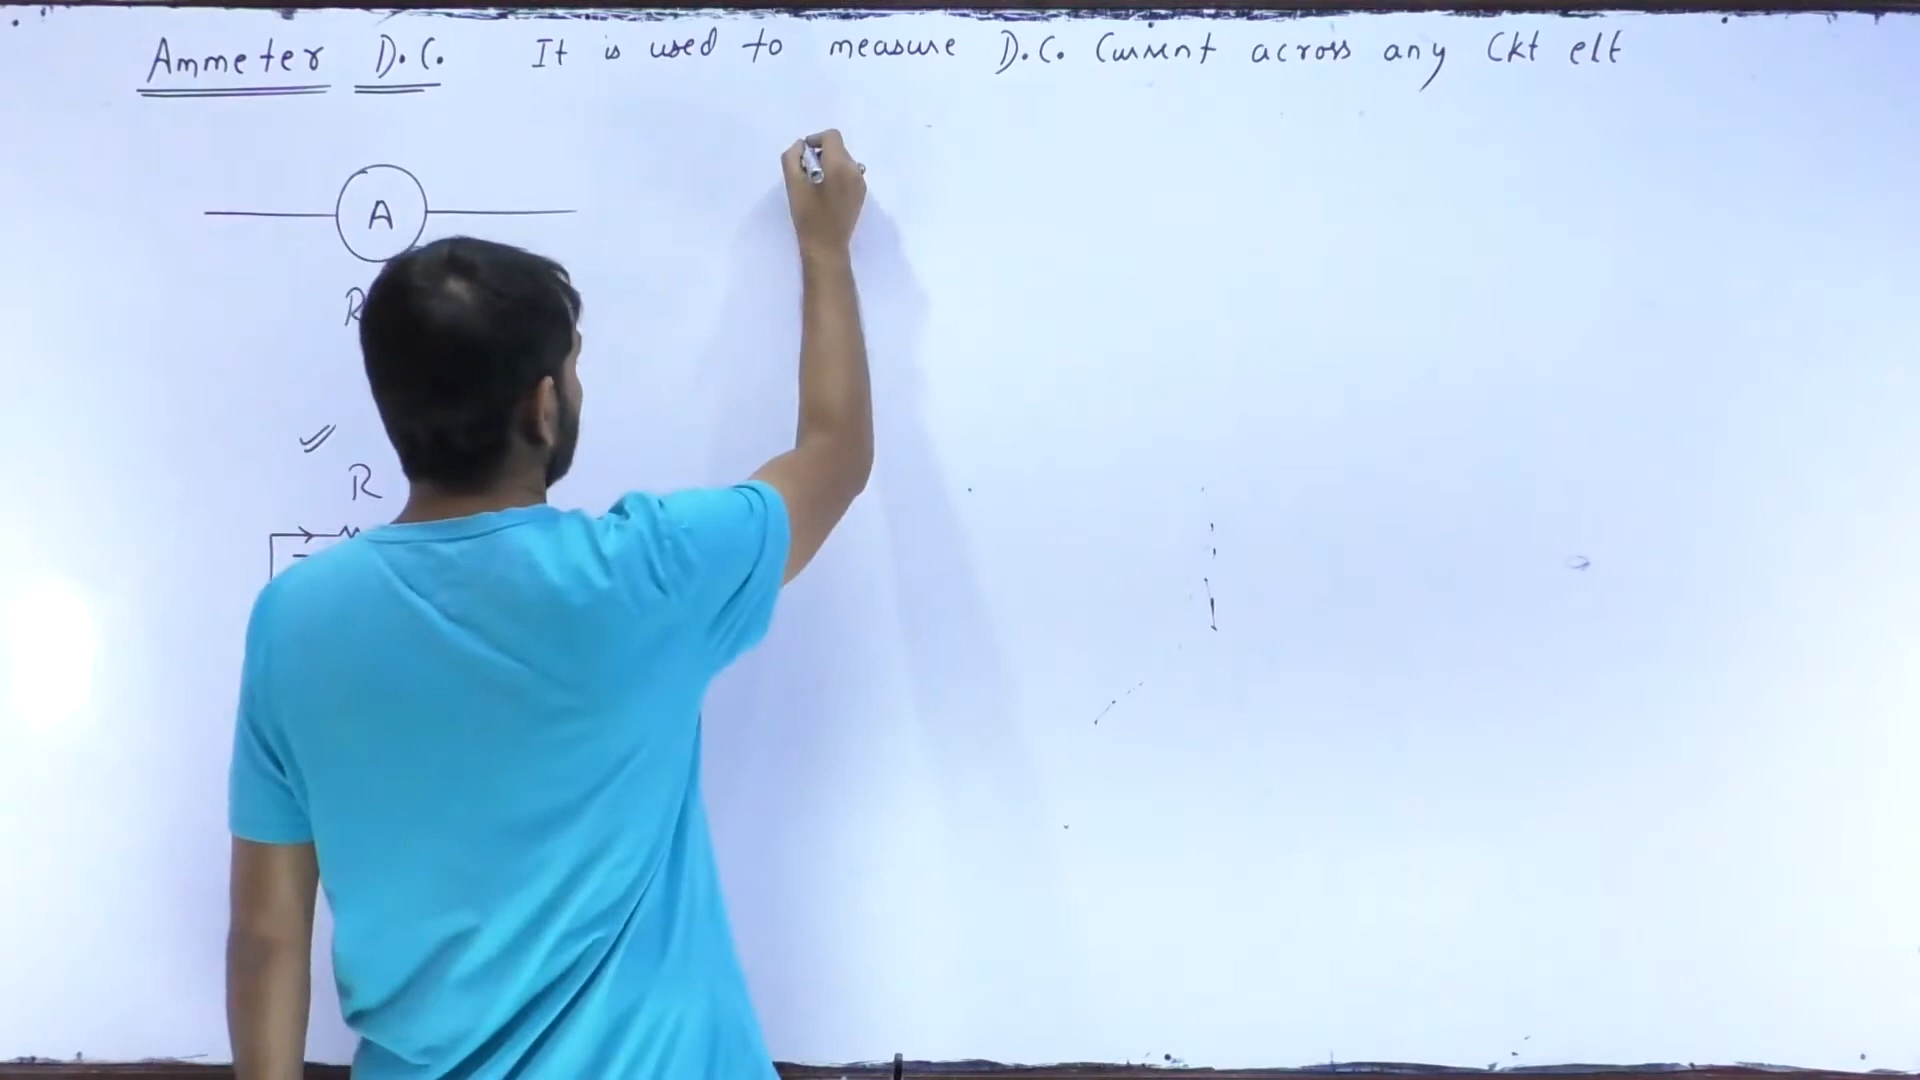 Ammeter D.C. It is used to measure D.C. Current across any Ckt elt
A
R
R